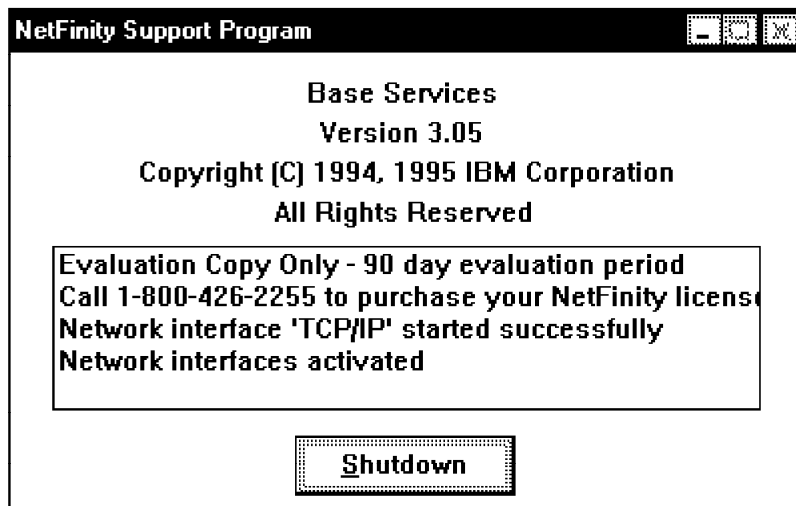 NetFinity Support Program
Base Services
Version 3.05
Copyright (C) 1994, 1995 IBM Corporation
All Rights Reserved
Evaluation Copy Only - 90 day evaluation period
Call 1-800-426-2255 to purchase your NetFinity license
Network interface 'TCP/IP' started successfully
Network interfaces activated
Shutdown